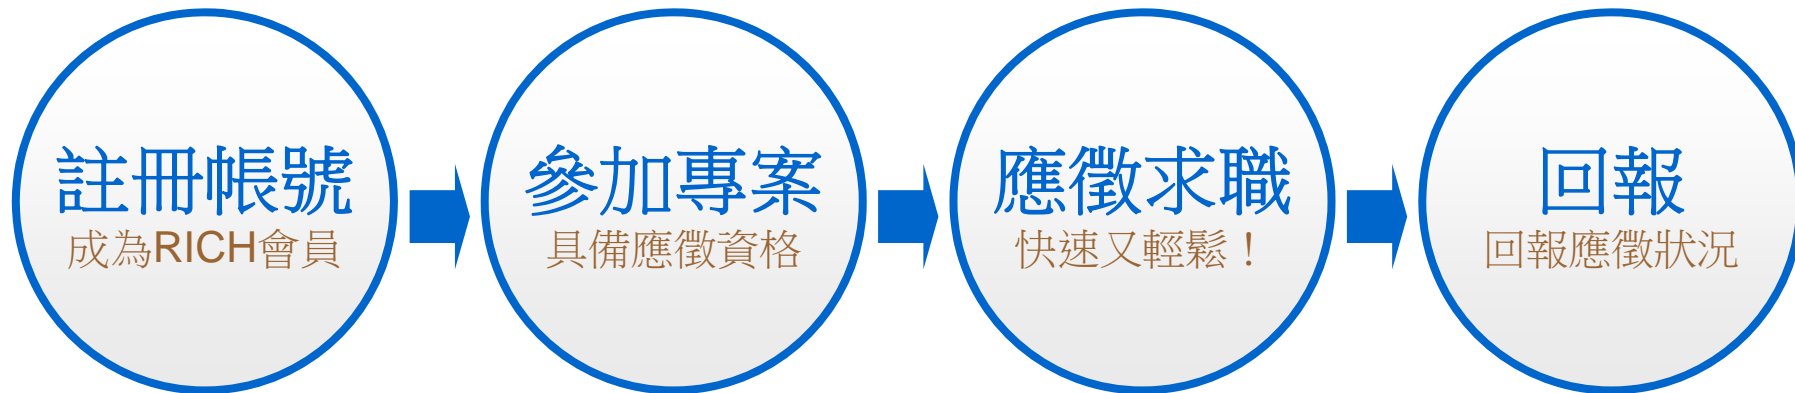 註冊帳號
成為RICH會員
參加專案
具備應徵資格
應徵求職
快速又輕鬆！
回報
回報應徵狀況